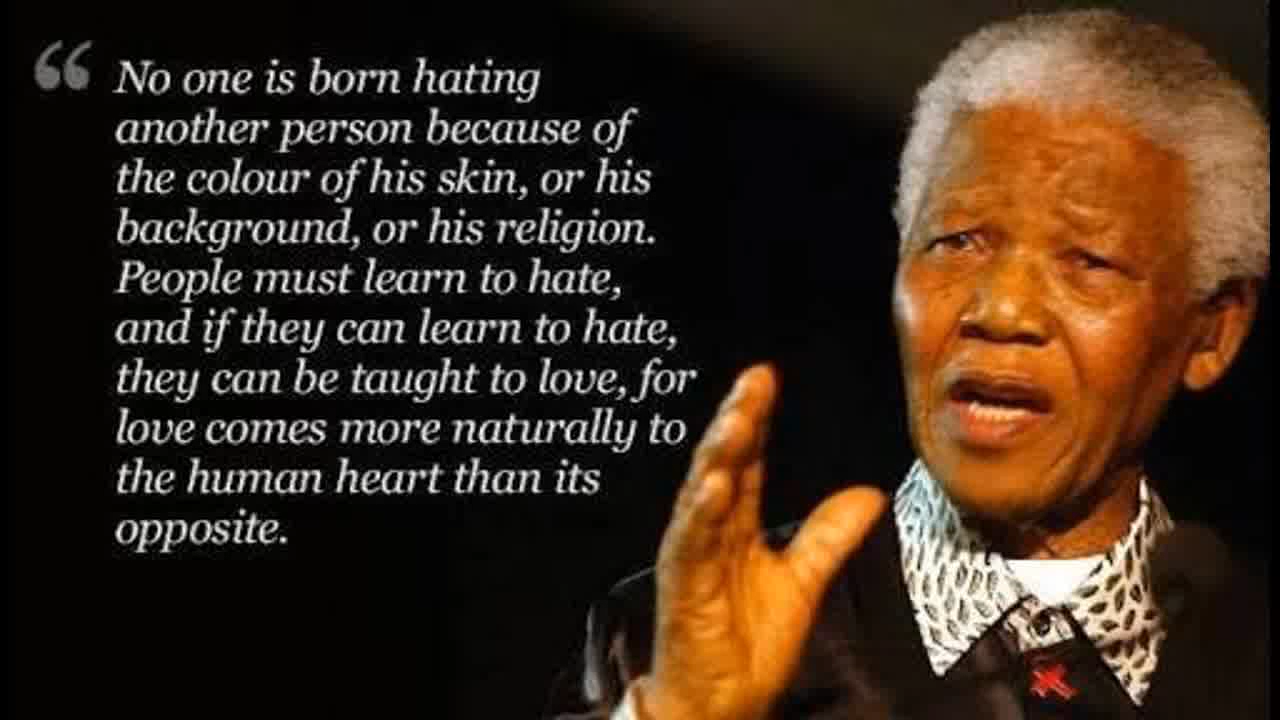 “ No one is born hating
another person because of
the colour of his skin, or his
background, or his religion.
People must learn to hate,
and if they can learn to hate,
they can be taught to love, for
love comes more naturally to
the human heart than its
opposite.